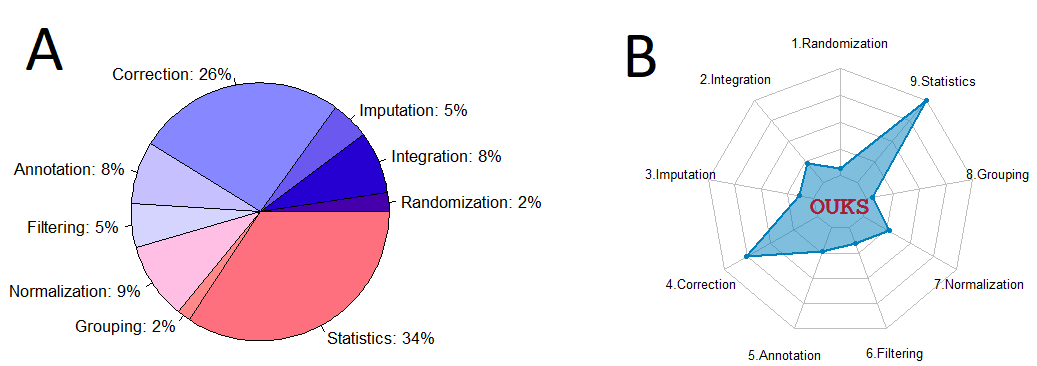 A
Correction: 26%
Imputation: 5%
Integration: 8%
Randomization: 2%
Annotation: 8%
Filtering: 5%
Normalization: 9%
Grouping: 2%
Statistics: 34%
B
1.Randomization
2.Integration
9.Statistics
3.Imputation
8.Grouping
OUKS
4.Correction
7.Normalization
5.Annotation
6.Filtering